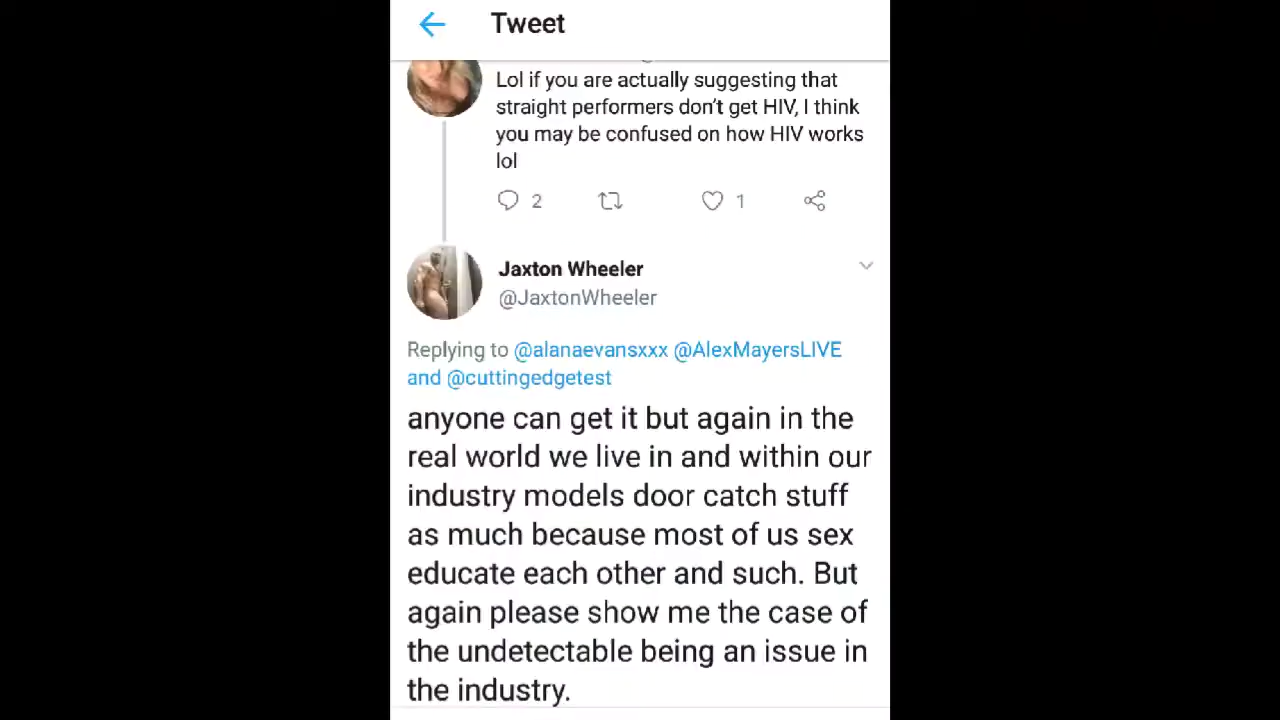 Tweet
Lol if you are actually suggesting that
straight performers don't get HIV, I think
you may be confused on how HIV works
lol
2 1
Jaxton Wheeler
@JaxtonWheeler
Replying to @alanaevansxxx @AlexMayersLIVE
and @cuttingedgetest
anyone can get it but again in the
real world we live in and within our
industry models door catch stuff
as much because most of us sex
educate each other and such. But
again please show me the case of
the undetectable being an issue in
the industry.